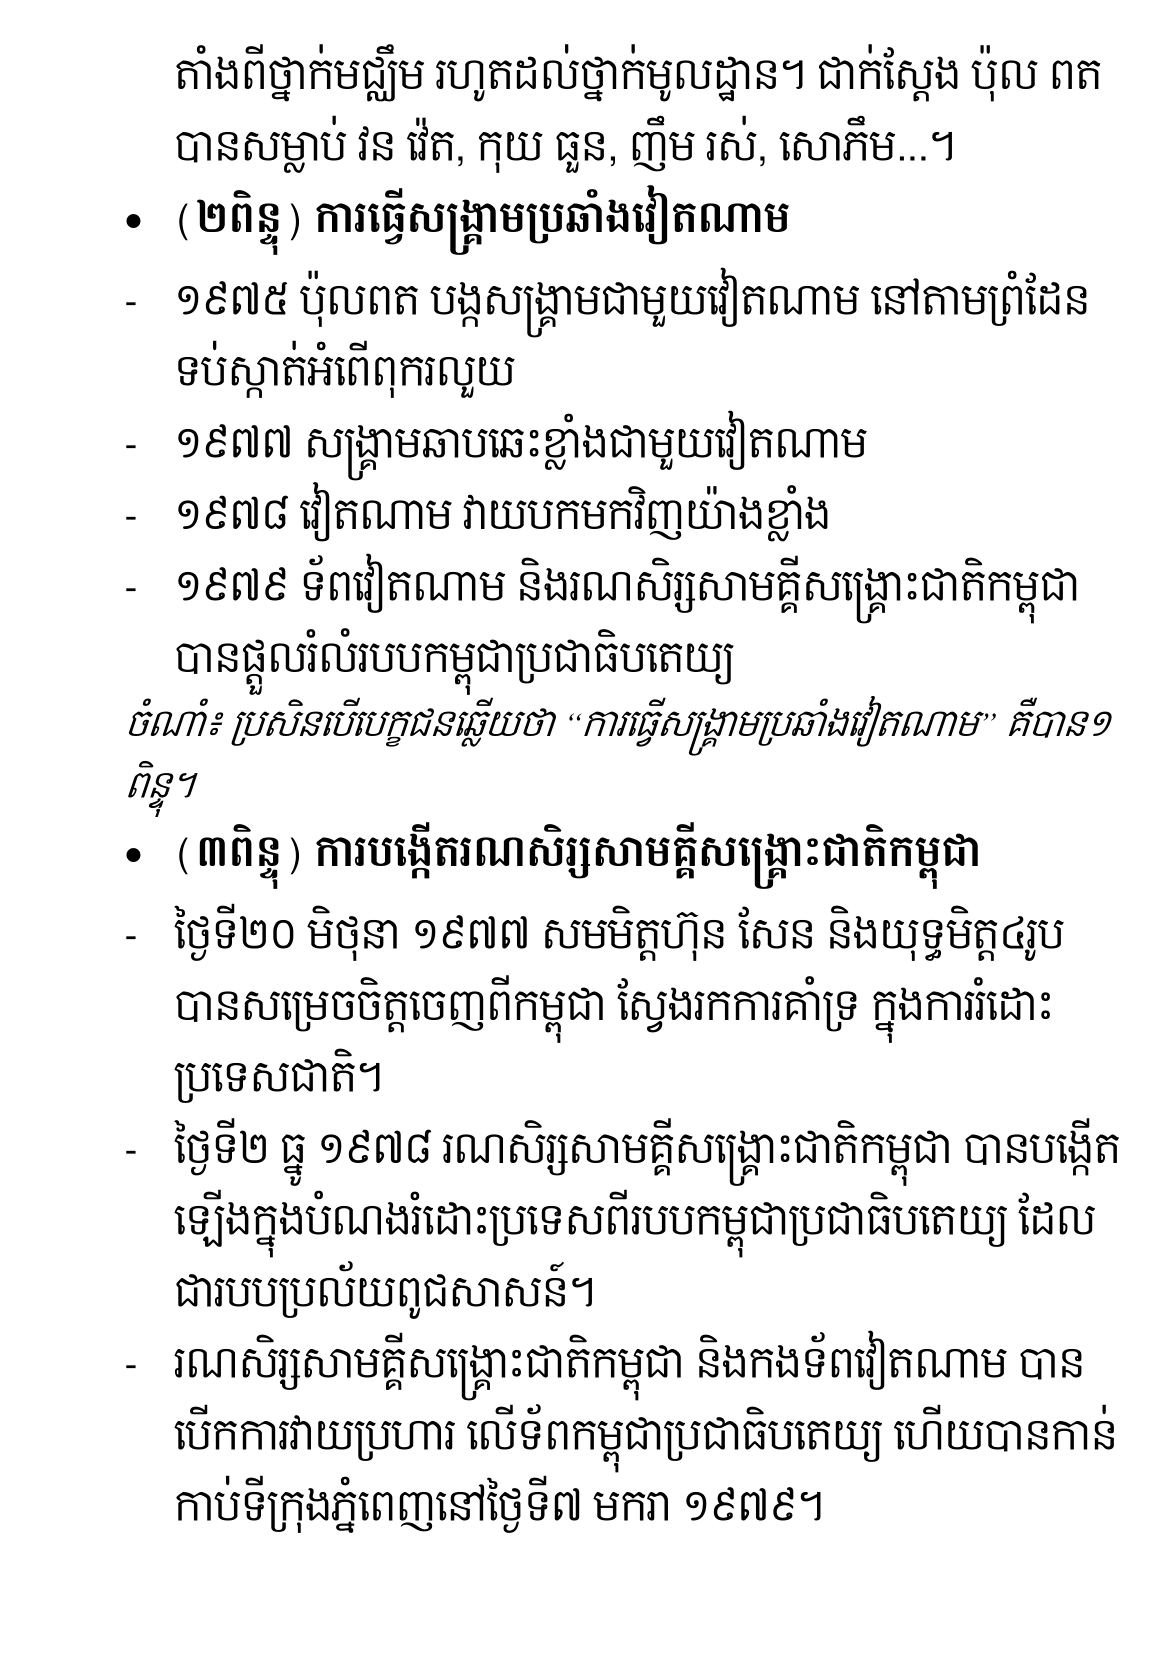 តាំងពីថ្នាក់មជ្ឈឹម រហូតដល់ថ្នាក់មូលដ្ឋាន។ ជាក់ស្តែង ប៉ុល ពត
បានសម្លាប់ វន វ៉េត, កុយ ធួន, ញឹម រស់, សោភឹម...។
• (២ពិន្ទុ) ការធ្វើសង្គ្រាមប្រឆាំងវៀតណាម
- ១៩៧៥ ប៉ុលពត បង្កសង្គ្រាមជាមួយវៀតណាម នៅតាមព្រំដែន
ទប់ស្កាត់អំពើពុករលួយ
- ១៩៧៧ សង្គ្រាមឆាបឆេះខ្លាំងជាមួយវៀតណាម
- ១៩៧៨ វៀតណាម វាយបកមកវិញយ៉ាងខ្លាំង
- ១៩៧៩ ទ័ពវៀតណាម និងរណសិរ្សសាមគ្គីសង្គ្រោះជាតិកម្ពុជា
បានផ្តួលរំលំរបបកម្ពុជាប្រជាធិបតេយ្យ
ចំណាំ៖ ប្រសិនបើបេក្ខជនឆ្លើយថា “ការធ្វើសង្គ្រាមប្រឆាំងវៀតណាម” គឺបាន១
ពិន្ទុ។
• (៣ពិន្ទុ) ការបង្កើតរណសិរ្សសាមគ្គីសង្គ្រោះជាតិកម្ពុជា
- ថ្ងៃទី២០ មិថុនា ១៩៧៧ សមមិត្តហ៊ុន សែន និងយុទ្ធមិត្ត៤រូប
បានសម្រេចចិត្តចេញពីកម្ពុជា ស្វែងរកការគាំទ្រ ក្នុងការរំដោះ
ប្រទេសជាតិ។
- ថ្ងៃទី២ ធ្នូ ១៩៧៨ រណសិរ្សសាមគ្គីសង្គ្រោះជាតិកម្ពុជា បានបង្កើត
ឡើងក្នុងបំណងរំដោះប្រទេសពីរបបកម្ពុជាប្រជាធិបតេយ្យ ដែល
ជារបបប្រល័យពូជសាសន៍។
- រណសិរ្សសាមគ្គីសង្គ្រោះជាតិកម្ពុជា និងកងទ័ពវៀតណាម បាន
បើកការវាយប្រហារ លើទ័ពកម្ពុជាប្រជាធិបតេយ្យ ហើយបានកាន់
កាប់ទីក្រុងភ្នំពេញនៅថ្ងៃទី៧ មករា ១៩៧៩។